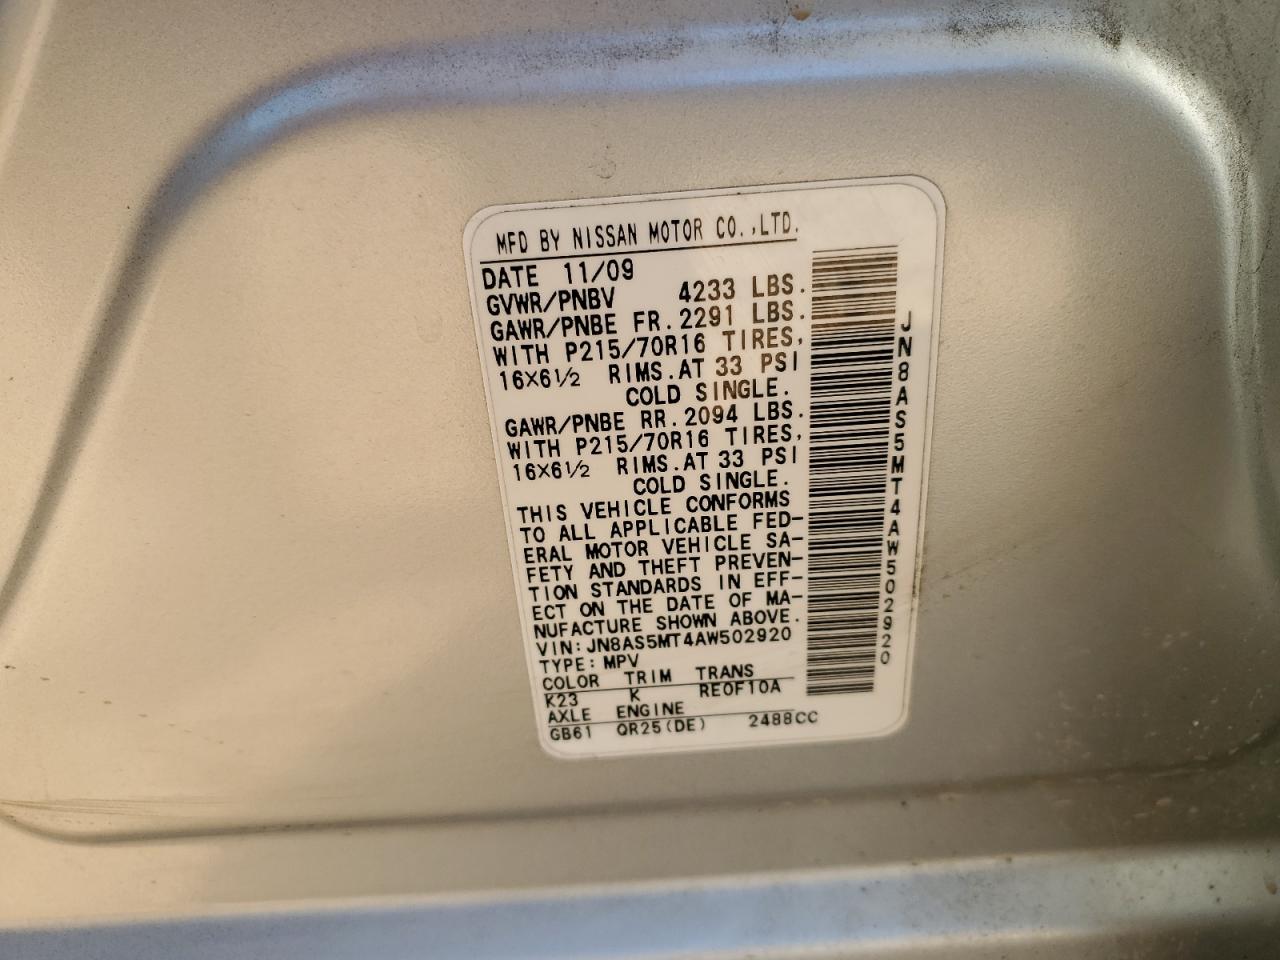 MFD BY NISSAN MOTOR CO.,LTD.
DATE 11/09
GVWR/PNBV 4233 LBS.
GAWR/PNBE FR. 2291 LBS.
WITH P215/70R16 TIRES,
16X6½ RIMS.AT 33 PSI
COLD SINGLE.
GAWR/PNBE RR. 2094 LBS.
WITH P215/70R16 TIRES,
16X6½ RIMS.AT 33 PSI
COLD SINGLE.
THIS VEHICLE CONFORMS
TO ALL APPLICABLE FED-
ERAL MOTOR VEHICLE SA-
FETY AND THEFT PREVEN-
TION STANDARDS IN EFF-
ECT ON THE DATE OF MA-
NUFACTURE SHOWN ABOVE.
VIN:JN8AS5MT4AW502920
TYPE:MPV
COLOR TRIM TRANS
K23 K RE0F10A
AXLE ENGINE
GB61 QR25(DE) 2488CC
JN8AS5MT4AW502920